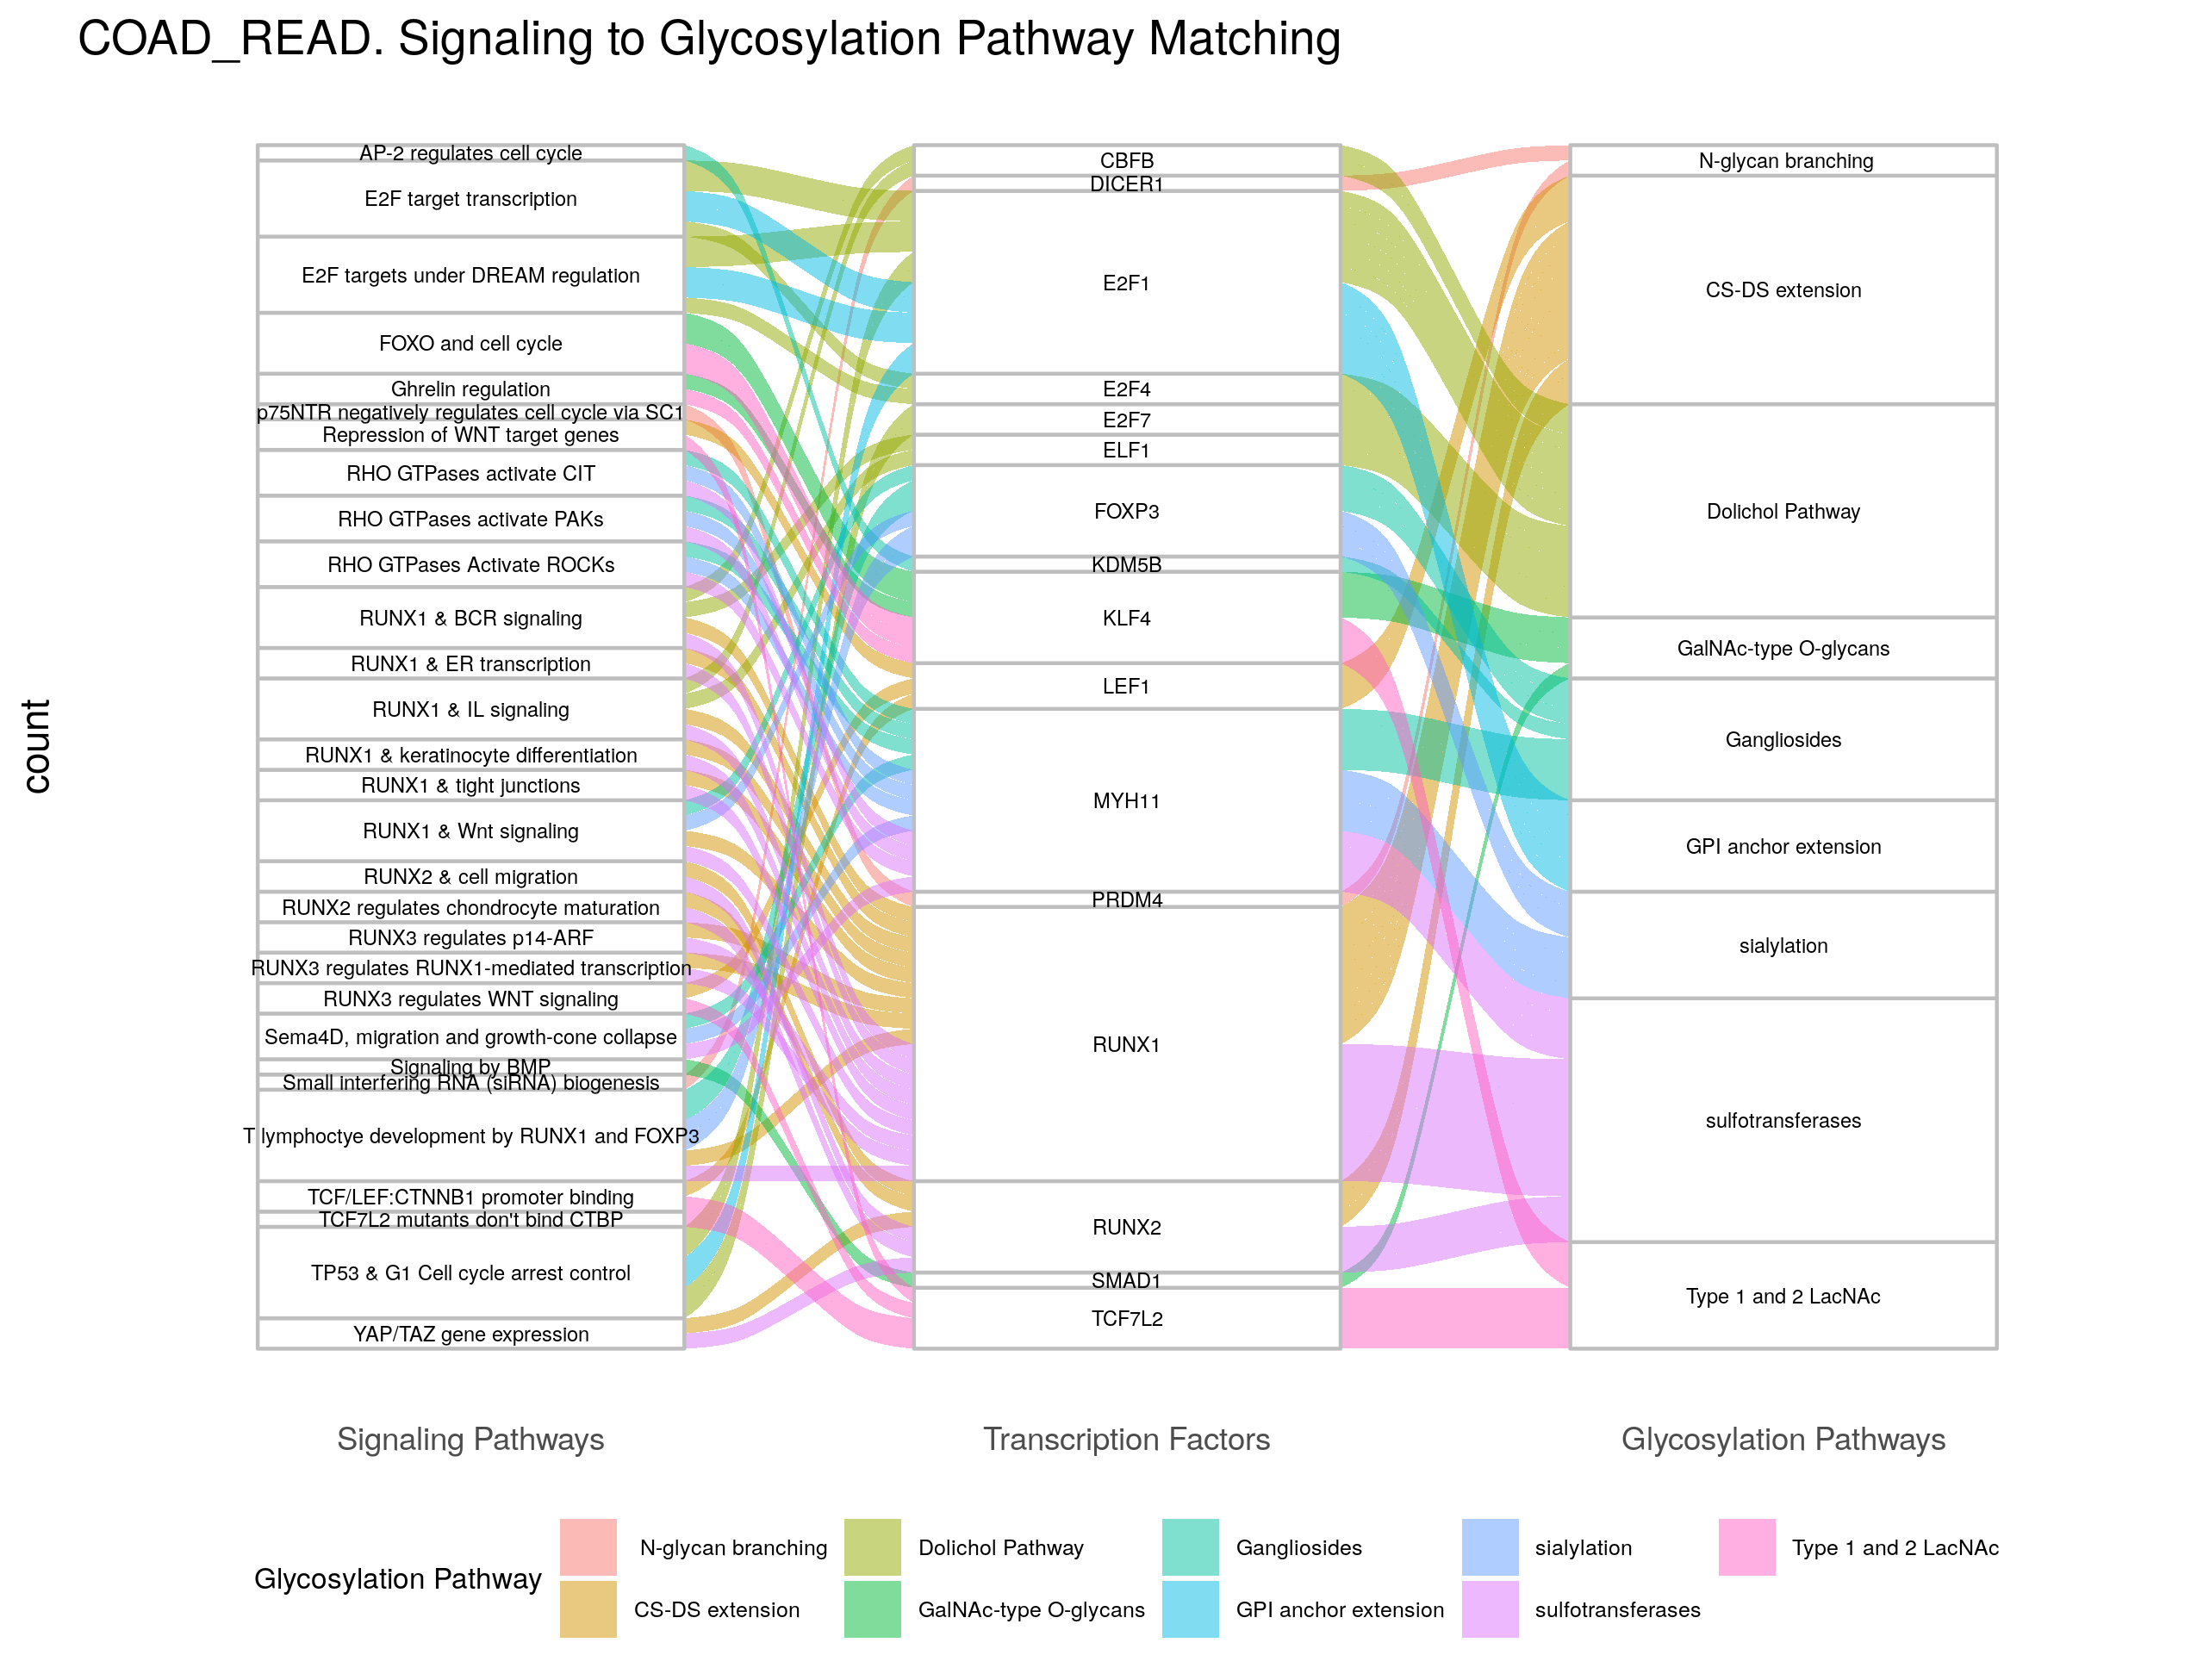 COAD_READ. Signaling to Glycosylation Pathway Matching
count
AP-2 regulates cell cycle
E2F target transcription
E2F targets under DREAM regulation
FOXO and cell cycle
Ghrelin regulation
p75NTR negatively regulates cell cycle via SC1
Repression of WNT target genes
RHO GTPases activate CIT
RHO GTPases activate PAKs
RHO GTPases Activate ROCKs
RUNX1 & BCR signaling
RUNX1 & ER transcription
RUNX1 & IL signaling
RUNX1 & keratinocyte differentiation
RUNX1 & tight junctions
RUNX1 & Wnt signaling
RUNX2 & cell migration
RUNX2 regulates chondrocyte maturation
RUNX3 regulates p14-ARF
RUNX3 regulates RUNX1-mediated transcription
RUNX3 regulates WNT signaling
Sema4D, migration and growth-cone collapse
Signaling by BMP
Small interfering RNA (siRNA) biogenesis
T lymphoctye development by RUNX1 and FOXP3
TCF/LEF:CTNNB1 promoter binding
TCF7L2 mutants don't bind CTBP
TP53 & G1 Cell cycle arrest control
YAP/TAZ gene expression
CBFB
DICER1
E2F1
E2F4
E2F7
ELF1
FOXP3
KDM5B
KLF4
LEF1
MYH11
PRDM4
RUNX1
RUNX2
SMAD1
TCF7L2
N-glycan branching
CS-DS extension
Dolichol Pathway
GalNAc-type O-glycans
Gangliosides
GPI anchor extension
sialylation
sulfotransferases
Type 1 and 2 LacNAc
Signaling Pathways
Transcription Factors
Glycosylation Pathways
Glycosylation Pathway
N-glycan branching
Dolichol Pathway
Gangliosides
sialylation
Type 1 and 2 LacNAc
CS-DS extension
GalNAc-type O-glycans
GPI anchor extension
sulfotransferases